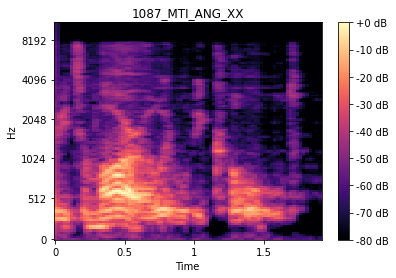 1087_MTI_ANG_XX
8192
4096
2048
1024
512
0
Hz
0
0.5
1
1.5
Time
+0 dB
-10 dB
-20 dB
-30 dB
-40 dB
-50 dB
-60 dB
-70 dB
-80 dB